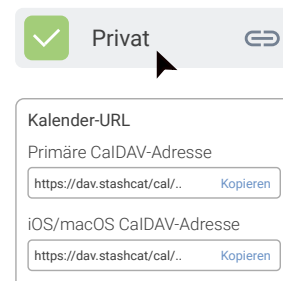 Privat
Kalender-URL
Primäre CalDAV-Adresse
https://dav.stashcat/cal/.. Kopieren
iOS/macOS CalDAV-Adresse
https://dav.stashcat/cal/.. Kopieren